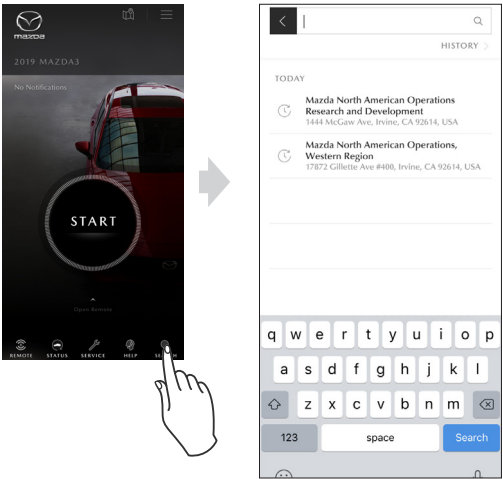 mazda
2019 MAZDA3
No Notifications
START
Open Remote
REMOTE STATUS SERVICE HELP
HISTORY >
TODAY
Mazda North American Operations
Research and Development
1444 McGaw Ave, Irvine, CA 92614, USA
Mazda North American Operations,
Western Region
17872 Gillette Ave #400, Irvine, CA 92614, USA
q w e r t y u i o p
a s d f g h j k l
z x c v b n m
123 space Search